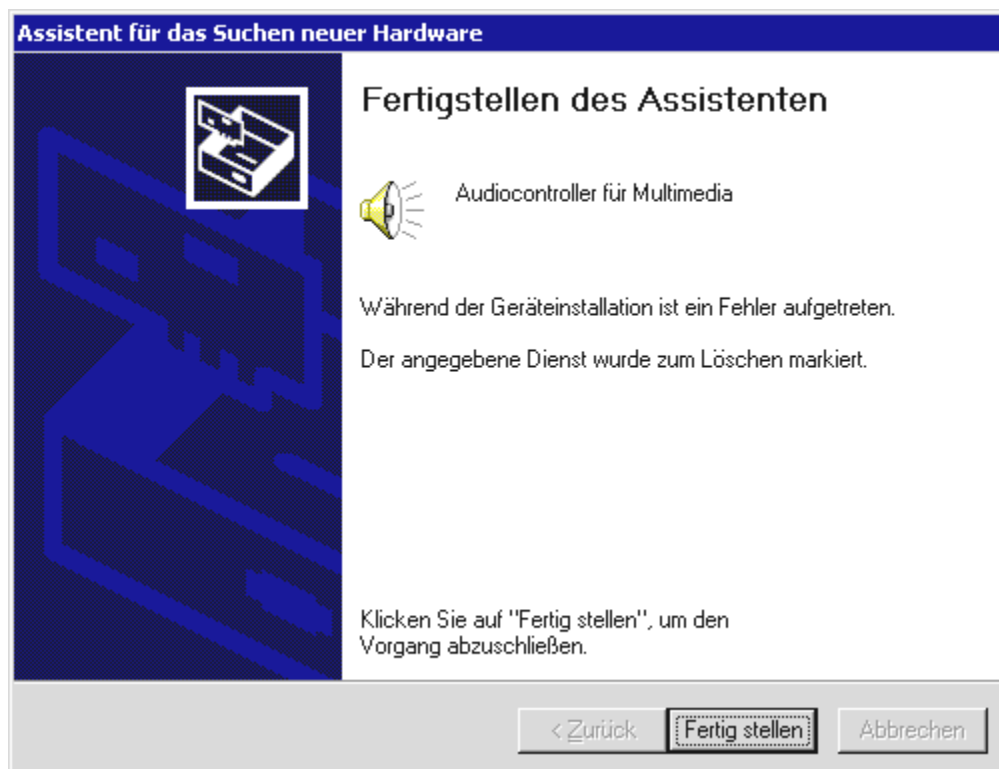 Assistent für das Suchen neuer Hardware
Fertigstellen des Assistenten
Audiocontroller für Multimedia
Während der Geräteinstallation ist ein Fehler aufgetreten.
Der angegebene Dienst wurde zum Löschen markiert.
Klicken Sie auf "Fertig stellen", um den
Vorgang abzuschließen.
< Zurück
Fertig stellen
Abbrechen